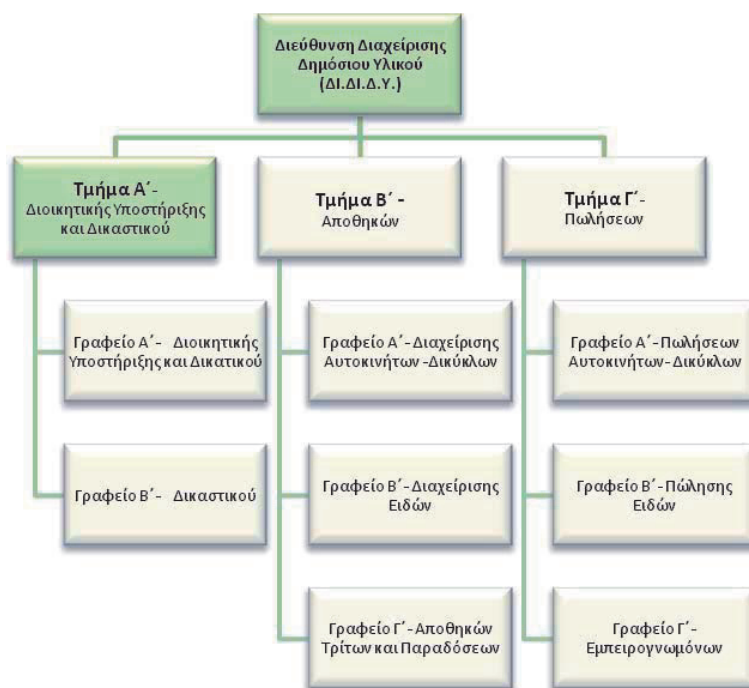 Διεύθυνση Διαχείρισης
Δημόσιου Υλικού
(ΔΙ.ΔΙ.Δ.Υ.)
Τμήμα Α΄-
Διοικητικής Υποστήριξης
και Δικαστικού
Τμήμα Β΄ -
Αποθηκών
Τμήμα Γ΄-
Πωλήσεων
Γραφείο Α΄- Διοικητικής
Υποστήριξης και Δικατικού
Γραφείο Α΄-Διαχείρισης
Αυτοκινήτων -Δικύκλων
Γραφείο Α΄-Πωλήσεων
Αυτοκινήτων- Δικύκλων
Γραφείο Β΄- Δικαστικού
Γραφείο Β΄-Διαχείρισης
Ειδών
Γραφείο Β΄-Πώλησης
Ειδών
Γραφείο Γ΄-Αποθηκών
Τρίτων και Παραδόσεων
Γραφείο Γ΄-
Εμπειρογνωμόνων